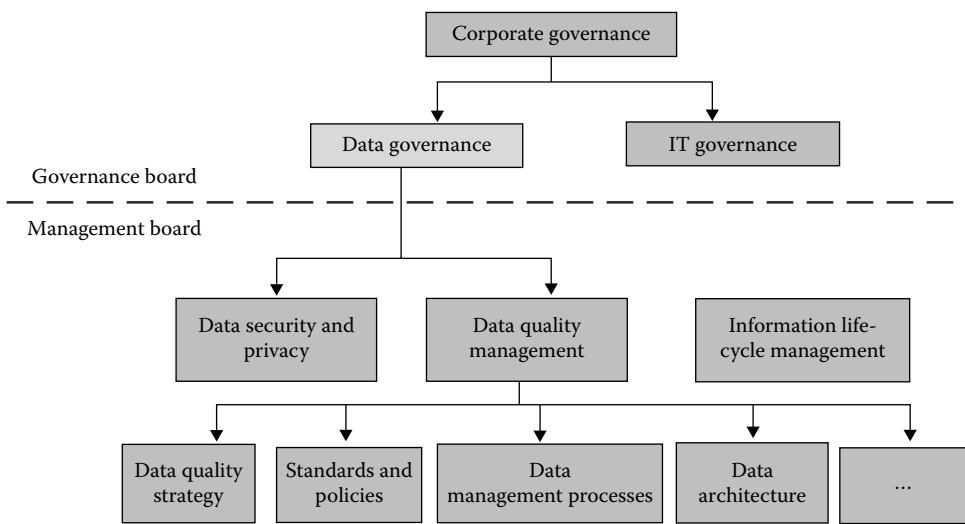 Corporate governance
Data governance
IT governance
Governance board
Management board
Data security and
privacy
Data quality
management
Information life-
cycle management
Data quality
strategy
Standards and
policies
Data
management processes
Data
architecture
...